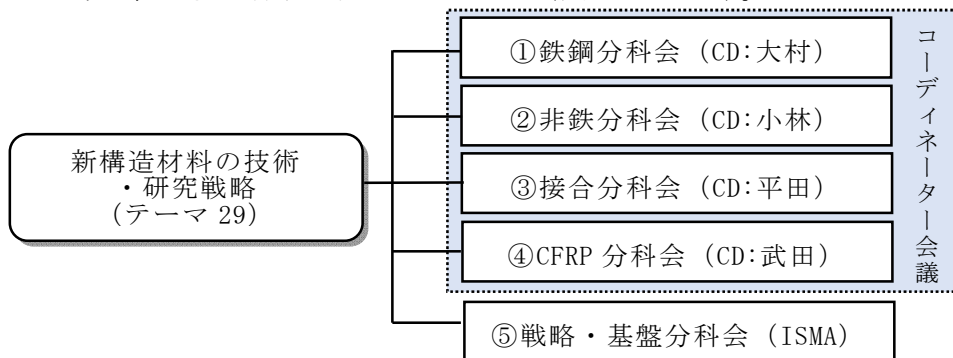 新構造材料の技術
・研究戦略
(テーマ 29)
①鉄鋼分科会 (CD:大村)
②非鉄分科会 (CD:小林)
③接合分科会 (CD:平田)
④CFRP 分科会 (CD:武田)
⑤戦略・基盤分科会 (ISMA)
コーディネーター会議